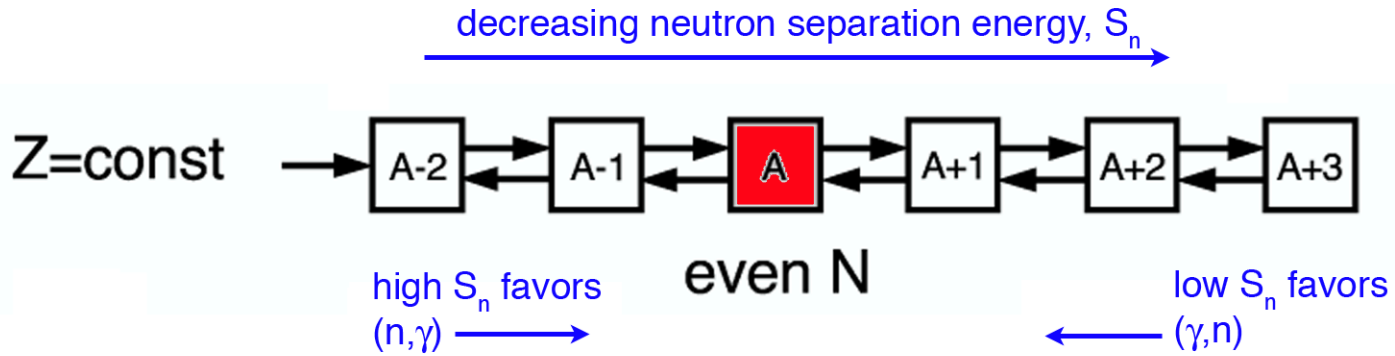 decreasing neutron separation energy, Sₙ
Z=const
A-2
A-1
A
A+1
A+2
A+3
even N
high Sₙ favors
(n,γ)
low Sₙ favors
(γ,n)